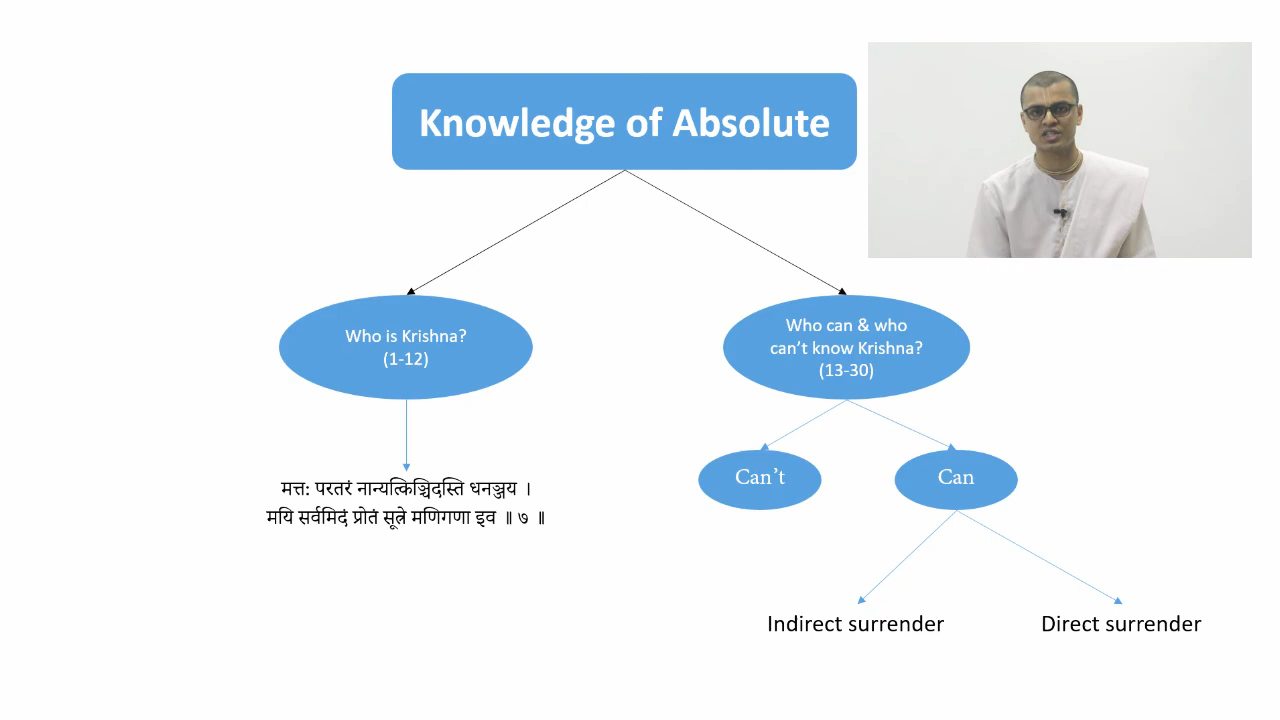 Knowledge of Absolute
Who is Krishna?
(1-12)
Who can & who
can’t know Krishna?
(13-30)
Can’t
Can
मत्त: परतरं नान्यत्किञ्चिदस्ति धनञ्जय ।
मयि सर्वमिदं प्रोतं सूत्रे मणिगणा इव ॥ ७ ॥
Indirect surrender
Direct surrender